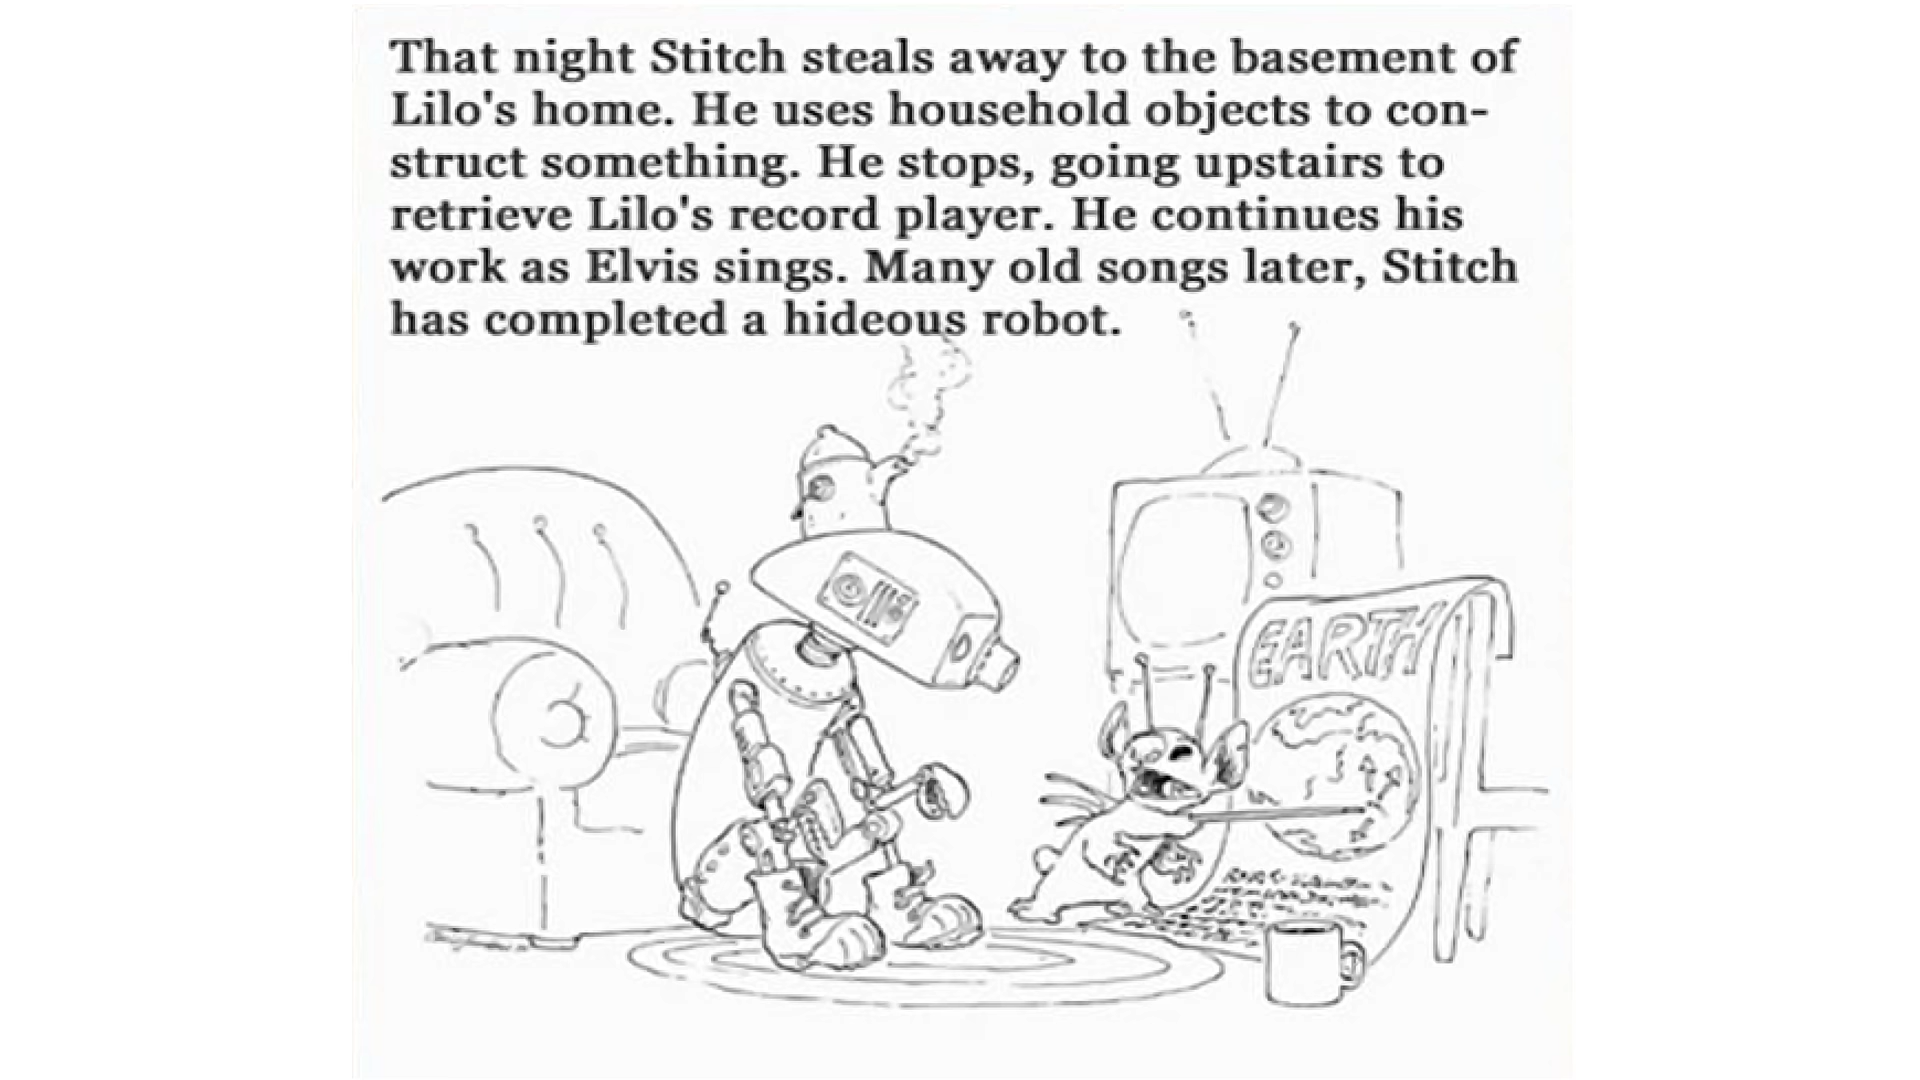 That night Stitch steals away to the basement of
Lilo's home. He uses household objects to con-
struct something. He stops, going upstairs to
retrieve Lilo's record player. He continues his
work as Elvis sings. Many old songs later, Stitch
has completed a hideous robot.
EARTH